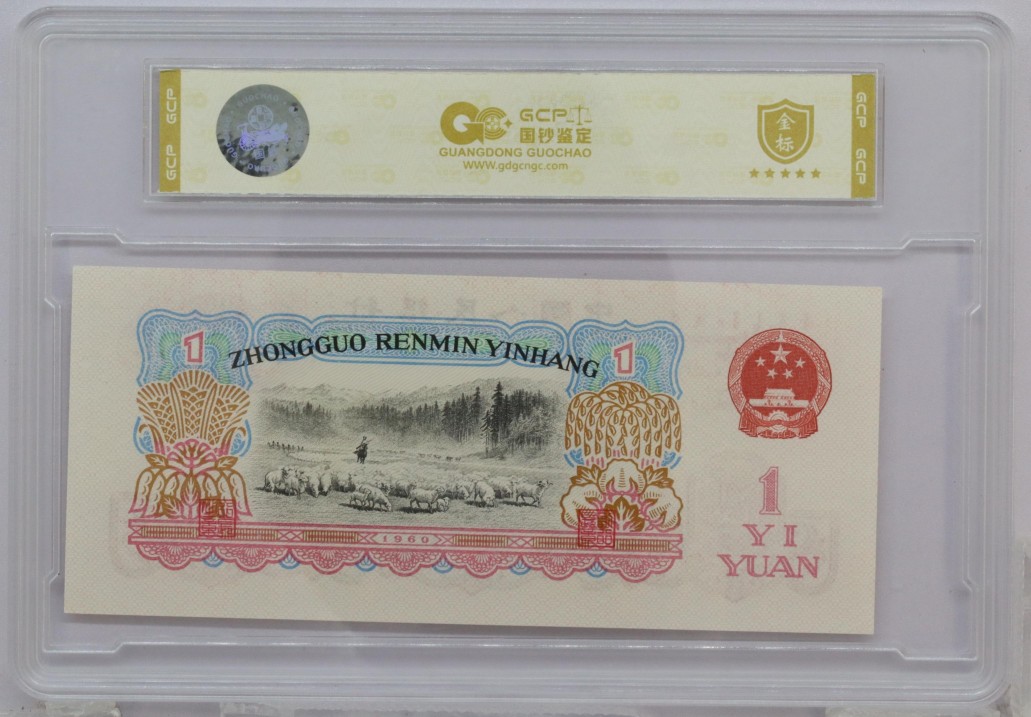 GCP
GCP
GCP
国钞鉴定
GUANGDONG GUOCHAO
WWW.gdgcngc.com
金
标
GCP
GCP
1
ZHONGGUO RENMIN YINHANG
1
1960
1
YI
YUAN